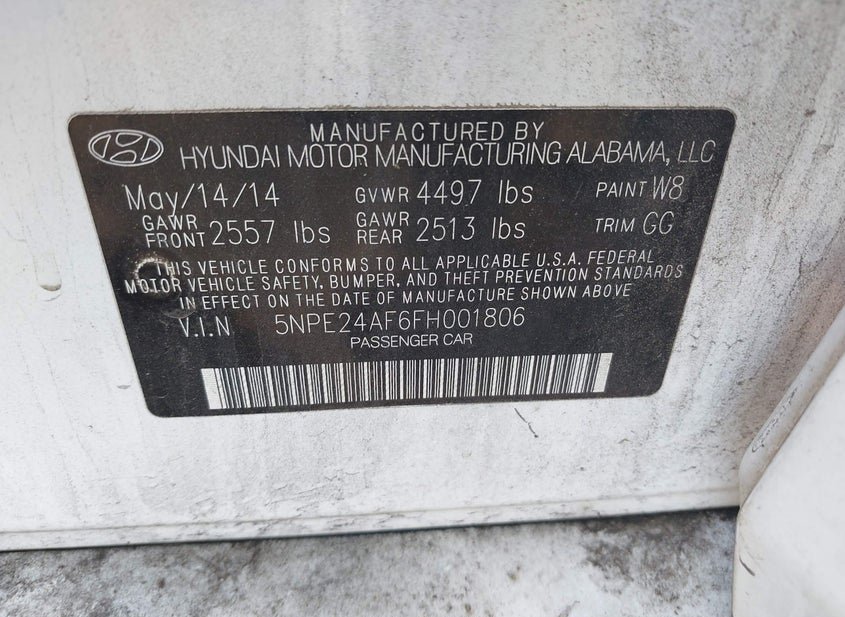 MANUFACTURED BY
HYUNDAI MOTOR MANUFACTURING ALABAMA, LLC
May/14/14 GVWR 4497 lbs PAINT W8
GAWR FRONT 2557 lbs GAWR REAR 2513 lbs TRIM GG
THIS VEHICLE CONFORMS TO ALL APPLICABLE U.S.A. FEDERAL
MOTOR VEHICLE SAFETY, BUMPER, AND THEFT PREVENTION STANDARDS
IN EFFECT ON THE DATE OF MANUFACTURE SHOWN ABOVE
V.I.N 5NPE24AF6FH001806
PASSENGER CAR